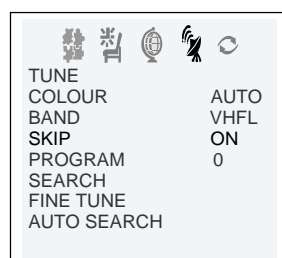 TUNE
COLOUR AUTO
BAND VHFL
SKIP ON
PROGRAM 0
SEARCH
FINE TUNE
AUTO SEARCH